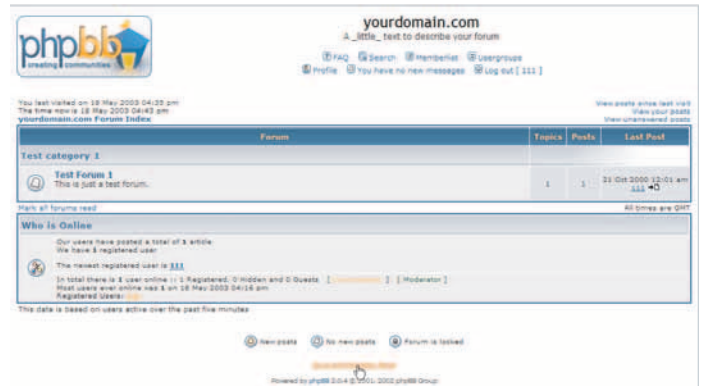 phpbb
creating communities
yourdomain.com
A _little_ text to describe your forum
FAQ Search Memberlist Usergroups
Profile You have no new messages Log out [ 111 ]
You last visited on 18 May 2003 04:35 pm
The time now is 18 May 2003 04:43 pm
yourdomain.com Forum Index
View posts since last visit
View your posts
View unanswered posts
Forum Topics Posts Last Post
Test category 1
Test Forum 1
This is just a test forum.
1 1
31 Oct 2000 12:01 am
111
Mark all forums read
All times are GMT
Who is Online
Our users have posted a total of 1 article
We have 1 registered user
The newest registered user is 111
In total there is 1 user online :: 1 Registered, 0 Hidden and 0 Guests [ ] [ Moderator ]
Most users ever online was 1 on 18 May 2003 04:16 pm
Registered Users:
This data is based on users active over the past five minutes
New posts No new posts Forum is locked
Powered by phpBB 2.0.4 © 2001, 2002 phpBB Group